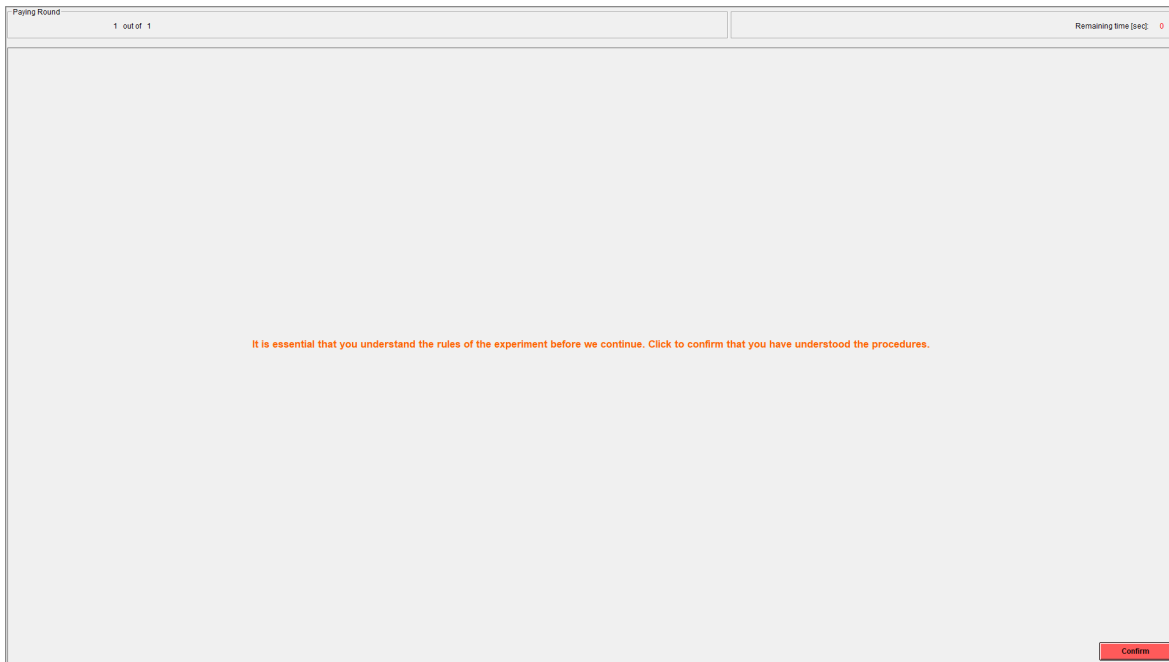 Paying Round
1 out of 1
Remaining time [sec]: 0
It is essential that you understand the rules of the experiment before we continue. Click to confirm that you have understood the procedures.
Confirm